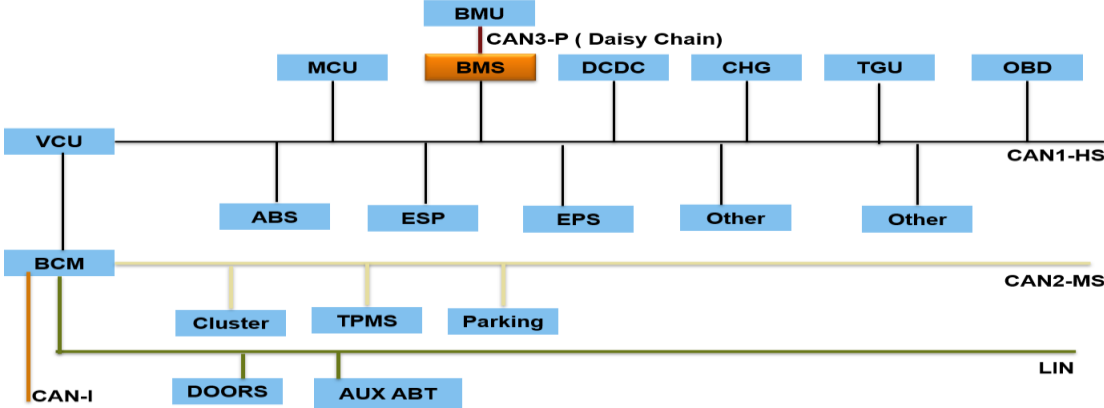 BMU
CAN3-P ( Daisy Chain)
MCU
BMS
DCDC
CHG
TGU
OBD
VCU
CAN1-HS
ABS
ESP
EPS
Other
Other
BCM
CAN2-MS
Cluster
TPMS
Parking
LIN
DOORS
AUX ABT
CAN-I